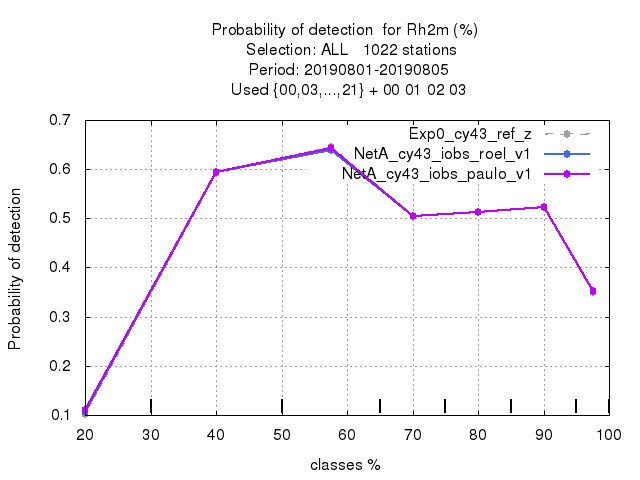 Probability of detection  for Rh2m (%)
Selection: ALL   1022 stations
Period: 20190801-20190805
Used {00,03,...,21} + 00 01 02 03
Exp0_cy43_ref_z
NetA_cy43_iobs_roel_v1
NetA_cy43_iobs_paulo_v1
Probability of detection
0.7
0.6
0.5
0.4
0.3
0.2
0.1
20 30 40 50 60 70 80 90 100
classes %